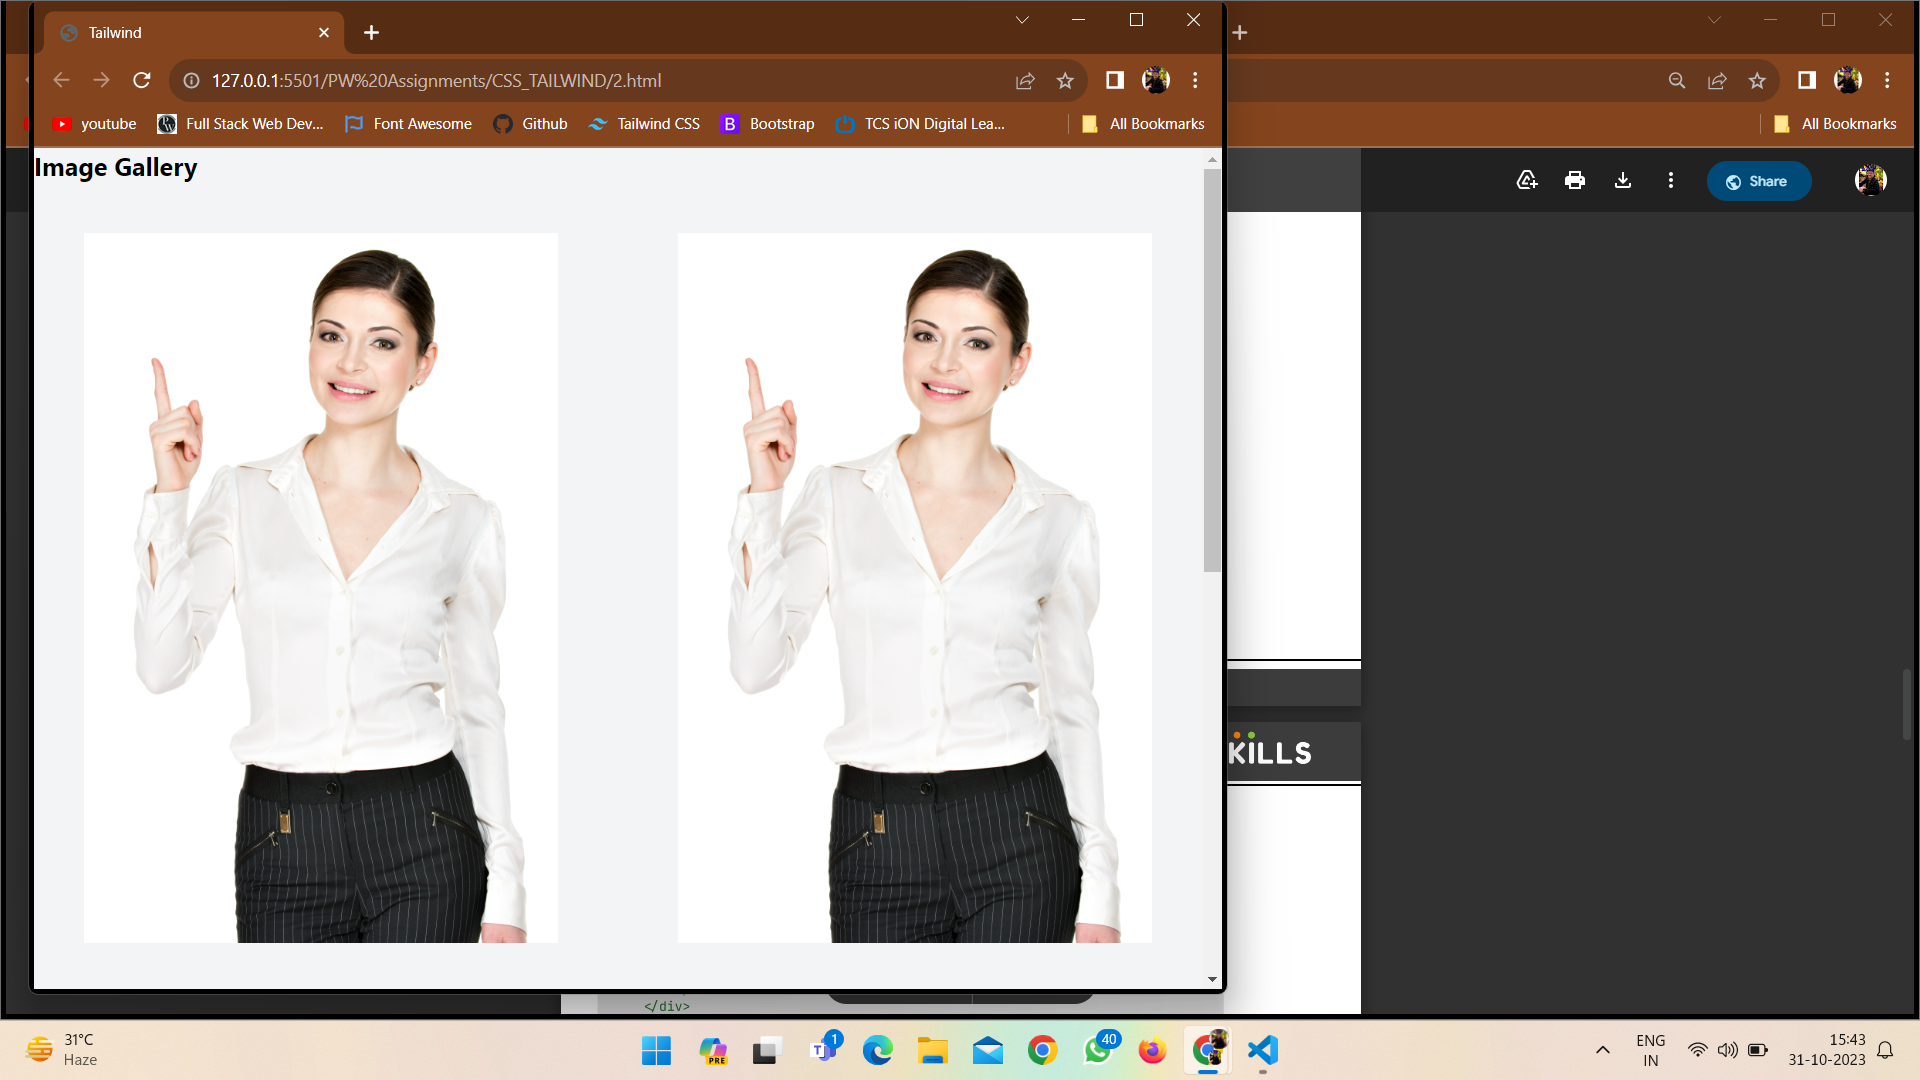 Tailwind
127.0.0.1:5501/PW%20Assignments/CSS_TAILWIND/2.html
youtube
Full Stack Web Dev...
Font Awesome
Github
Tailwind CSS
B
Bootstrap
TCS iON Digital Lea...
All Bookmarks
All Bookmarks
Image Gallery
Share
KILLS
</div>
31°C
Haze
PRE
1
40
ENG
IN
15:43
31-10-2023